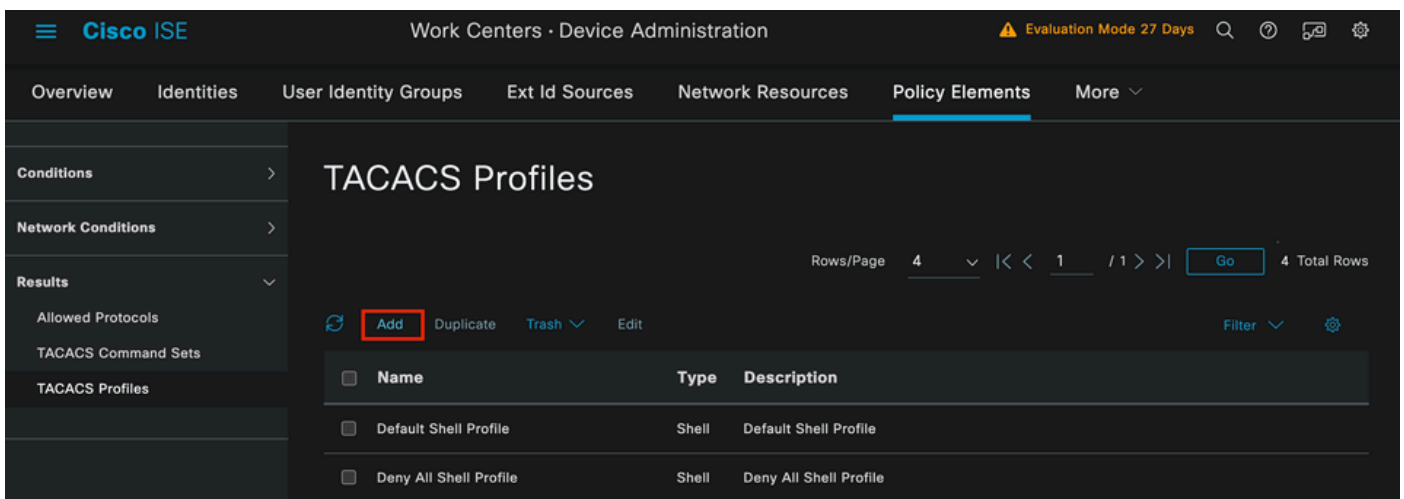 Cisco ISE Work Centers · Device Administration Evaluation Mode 27 Days
Overview Identities User Identity Groups Ext Id Sources Network Resources Policy Elements More
Conditions
TACACS Profiles
Network Conditions
Rows/Page 4 1 / 1 Go 4 Total Rows
Results
Allowed Protocols
Add Duplicate Trash Edit Filter
TACACS Command Sets
Name Type Description
TACACS Profiles
Default Shell Profile Shell Default Shell Profile
Deny All Shell Profile Shell Deny All Shell Profile